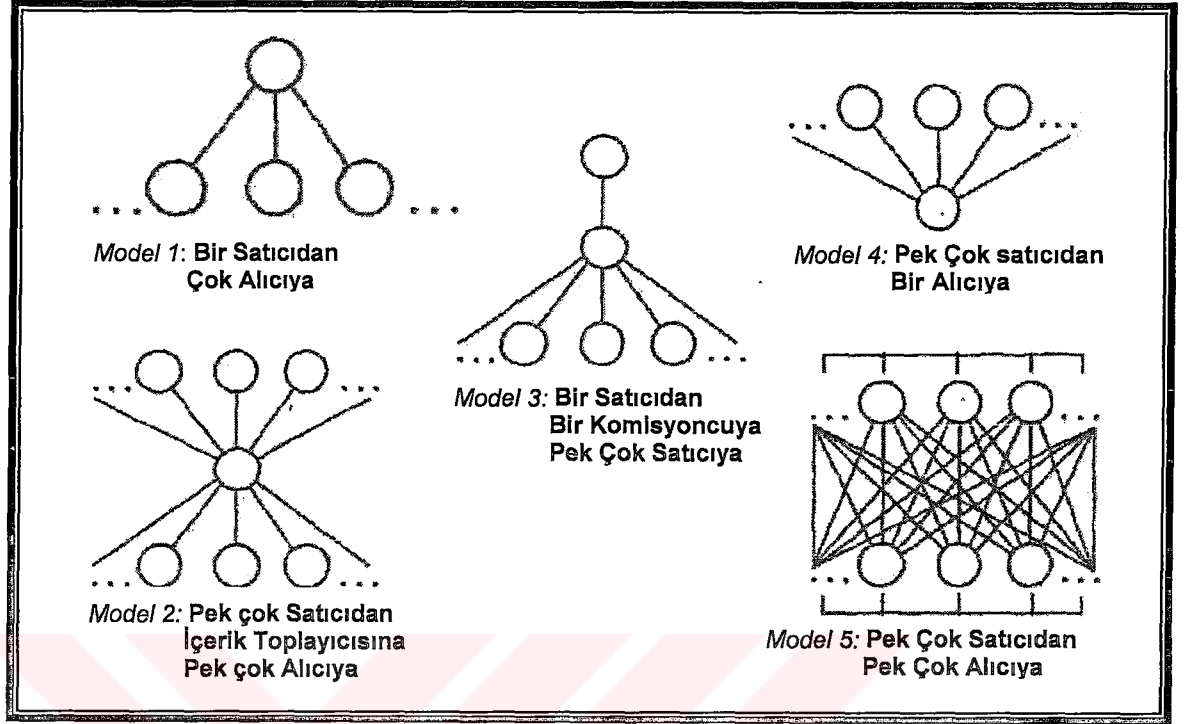 Model 1: Bir Satıcıdan
Çok Alıcıya
Model 2: Pek çok Satıcıdan
İçerik Toplayıcısına
Pek çok Alıcıya
Model 3: Bir Satıcıdan
Bir Komisyoncuya
Pek Çok Satıcıya
Model 4: Pek Çok satıcıdan
Bir Alıcıya
Model 5: Pek Çok Satıcıdan
Pek Çok Alıcıya